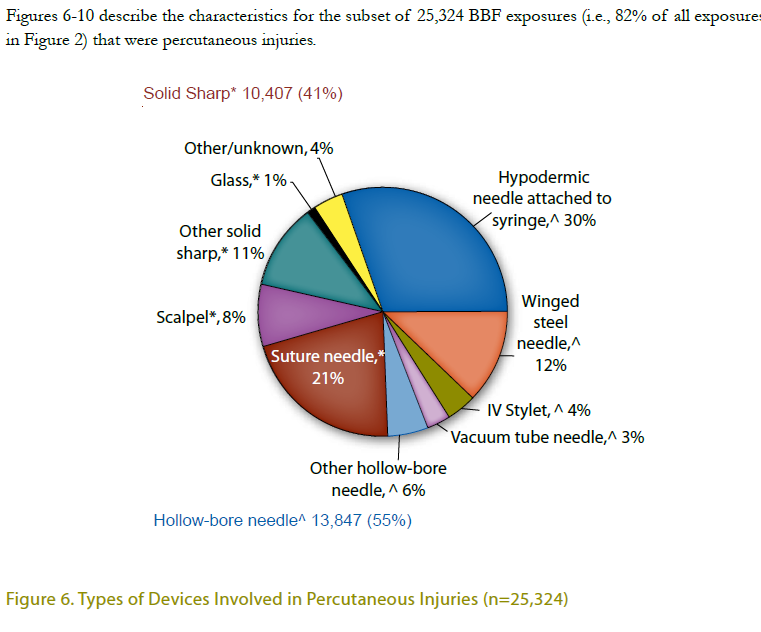 Figures 6-10 describe the characteristics for the subset of 25,324 BBF exposures (i.e., 82% of all exposures
in Figure 2) that were percutaneous injuries.
Solid Sharp* 10,407 (41%)
Other/unknown, 4%
Glass,* 1%
Hypodermic
needle attached to
syringe,^ 30%
Other solid
sharp,* 11%
Winged
steel
needle,^
12%
Scalpel*, 8%
Suture needle,*
21%
IV Stylet, ^ 4%
Vacuum tube needle,^ 3%
Other hollow-bore
needle, ^ 6%
Hollow-bore needle^ 13,847 (55%)
Figure 6. Types of Devices Involved in Percutaneous Injuries (n=25,324)